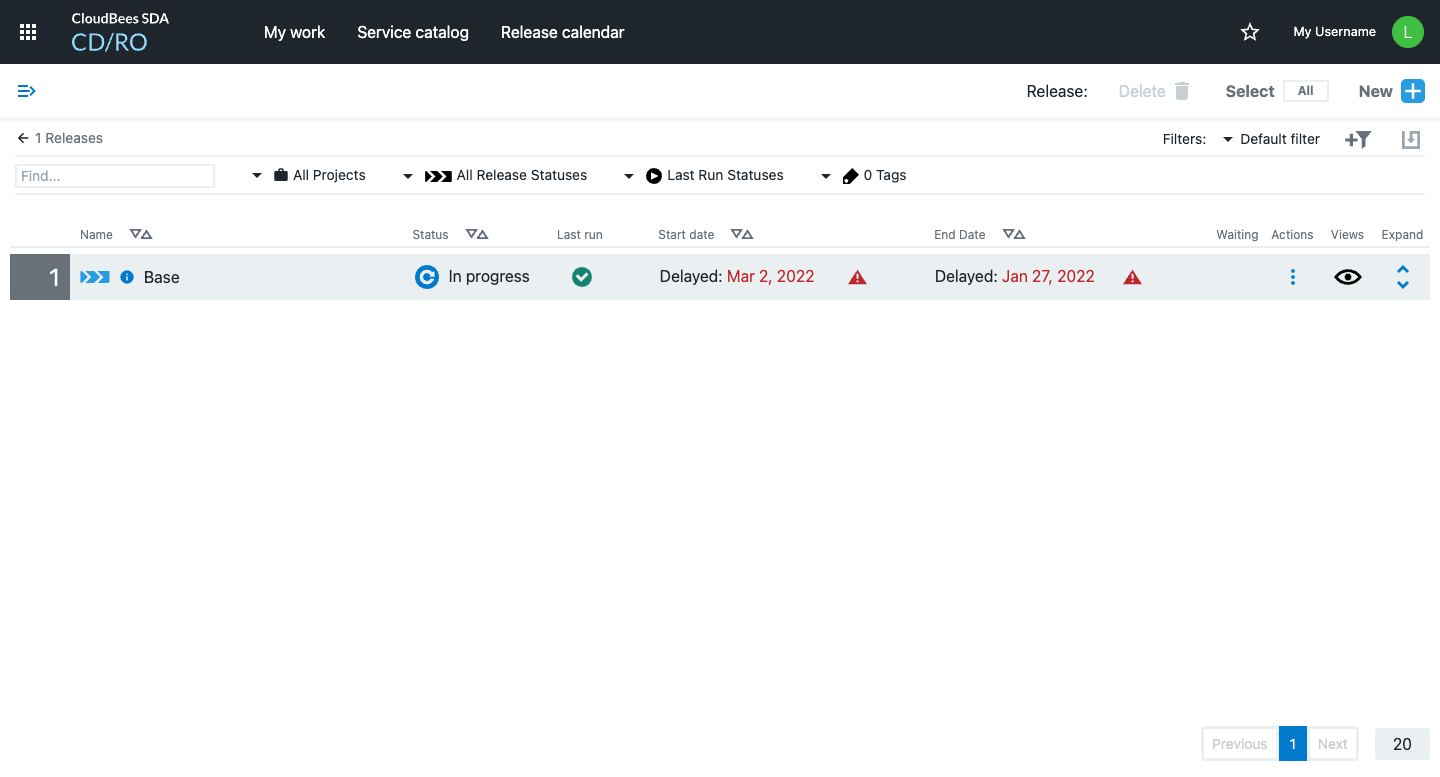 CloudBees SDA
CD/RO
My work Service catalog Release calendar
My Username L
Release: Delete Select All New
1 Releases
Filters: Default filter
Find... All Projects All Release Statuses Last Run Statuses 0 Tags
Name Status Last run Start date End Date Waiting Actions Views Expand
1 Base In progress Delayed: Mar 2, 2022 Delayed: Jan 27, 2022
Previous 1 Next 20